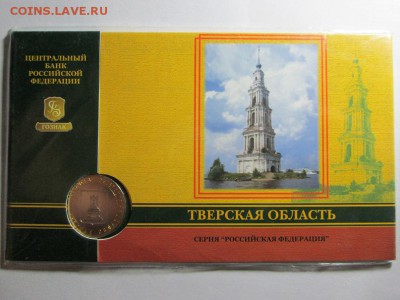 COINS.LAVE.RU
ЦЕНТРАЛЬНЫЙ
БАНК
РОССИЙСКОЙ
ФЕДЕРАЦИИ
ГОЗНАК
ТВЕРСКАЯ ОБЛАСТЬ
СЕРИЯ "РОССИЙСКАЯ ФЕДЕРАЦИЯ"